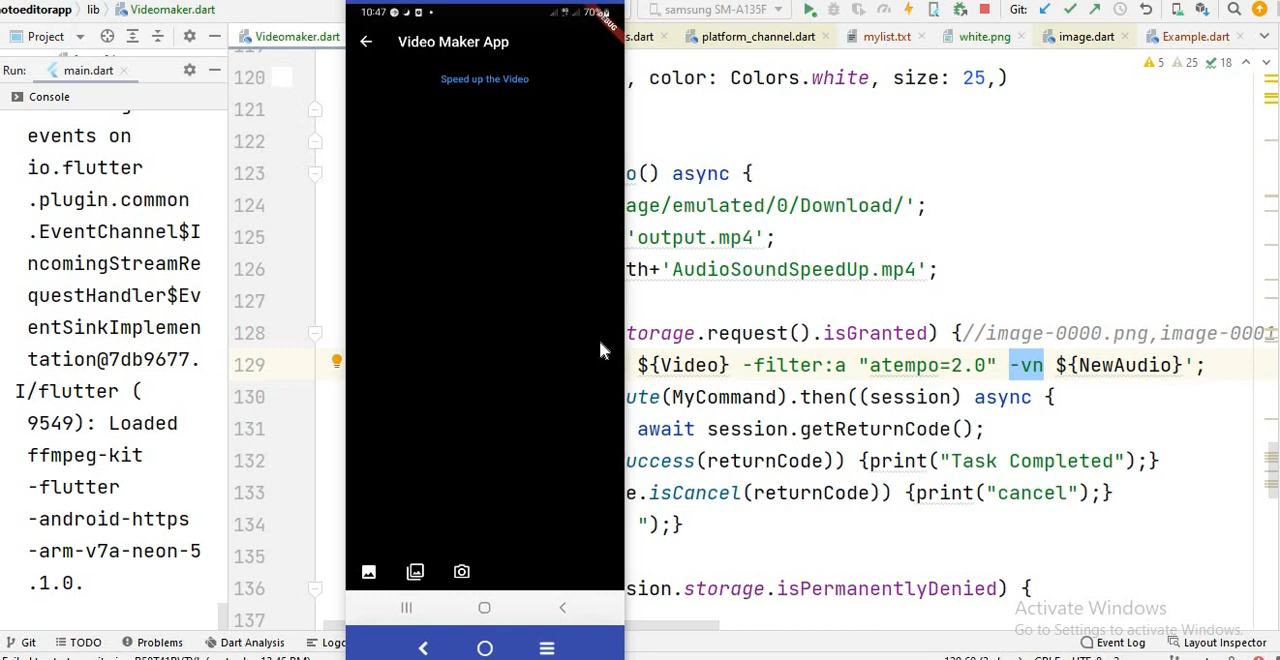 otoeditorapp
lib
Videomaker.dart
samsung SM-A135F
Git:
Project
Videomaker.dart
s.dart
platform_channel.dart
mylist.txt
white.png
image.dart
Example.dart
Run:
main.dart
5 25 18
Console
events on
io.flutter
.plugin.common
.EventChannel$I
ncomingStreamRe
questHandler$Ev
entSinkImplemen
tation@7db9677.
I/flutter (
9549): Loaded
ffmpeg-kit
-flutter
-android-https
-arm-v7a-neon-5
.1.0.
10:47
70%
Video Maker App
Speed up the Video
120 , color: Colors.white, size: 25,)
121
122
123 o() async {
124 age/emulated/0/Download/';
125 'output.mp4';
126 th+'AudioSoundSpeedUp.mp4';
127
128 torage.request().isGranted) {//image-0000.png,image-0001
129 ${Video} -filter:a "atempo=2.0" -vn ${NewAudio}';
130 ute(MyCommand).then((session) async {
131 await session.getReturnCode();
132 uccess(returnCode)) {print("Task Completed");}
133 e.isCancel(returnCode)) {print("cancel");}
134 ");}
135
136 sion.storage.isPermanentlyDenied) {
137
Activate Windows
Go to Settings to activate Windows.
Git
TODO
Problems
Dart Analysis
Event Log
Layout Inspector